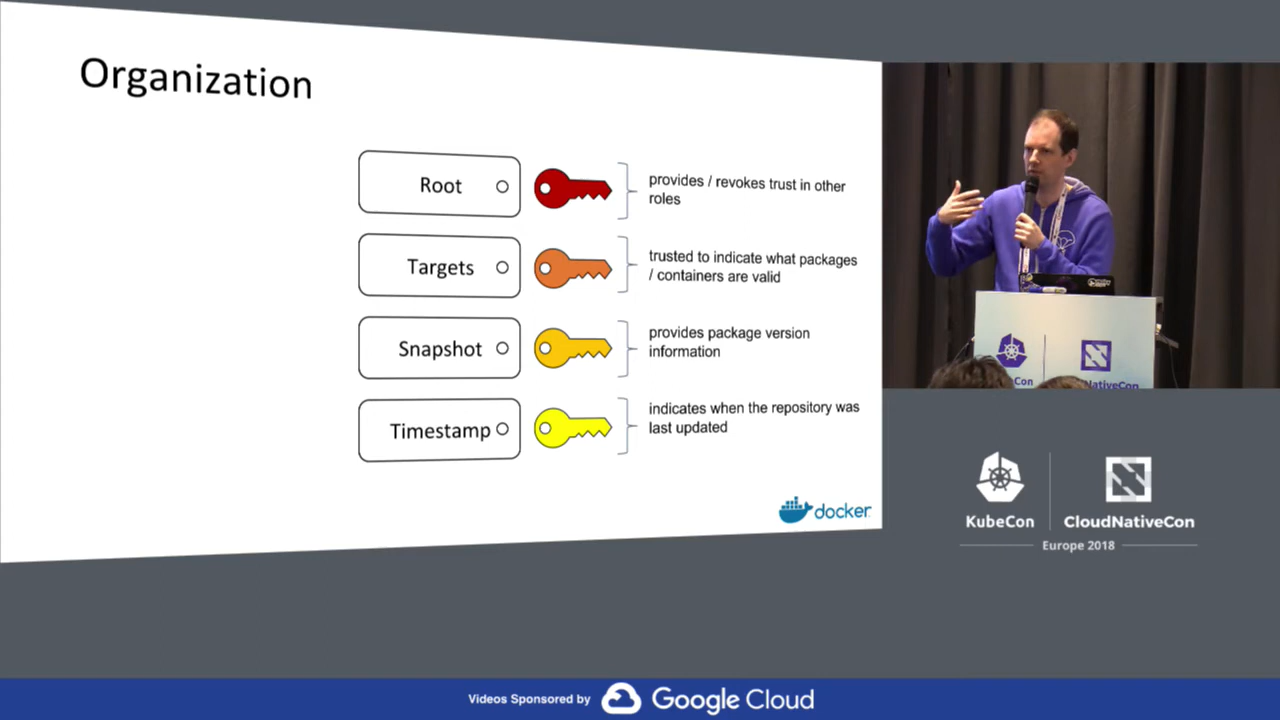 Organization
Root
provides / revokes trust in other
roles
Targets
trusted to indicate what packages
/ containers are valid
Snapshot
provides package version
information
Timestamp
indicates when the repository was
last updated
docker
Con
NativeCon
KubeCon
CloudNativeCon
Europe 2018
Videos Sponsored by
Google Cloud